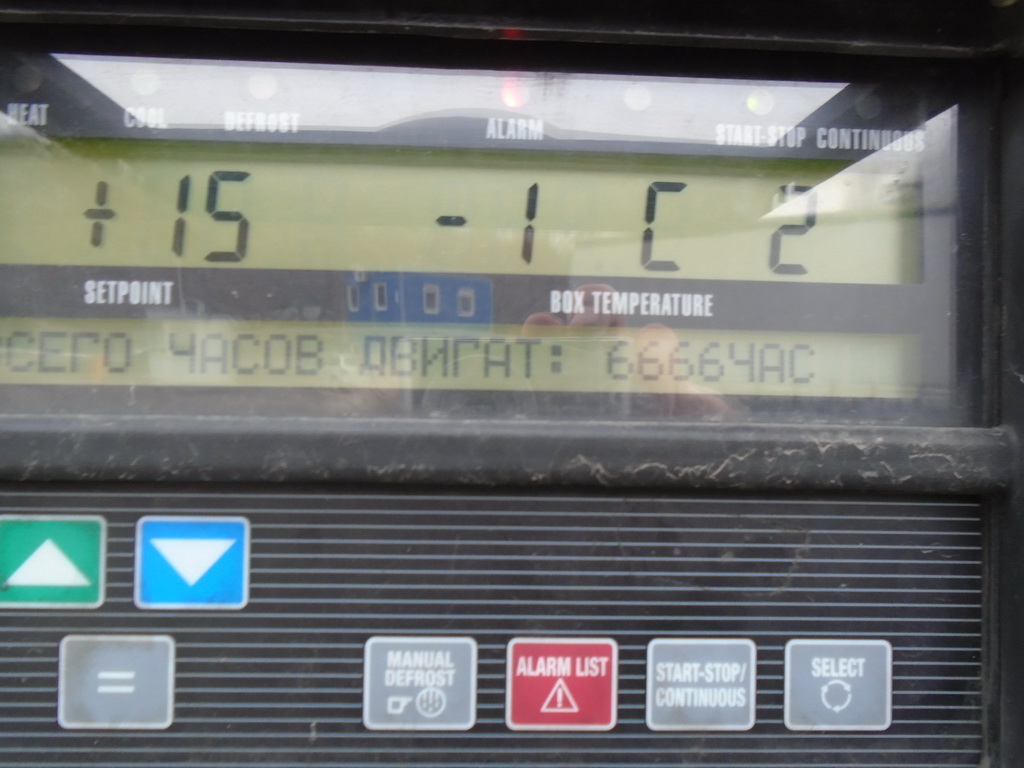 HEAT COOL DEFROST ALARM START-STOP CONTINUOUS
+15 -1 C 2
SETPOINT BOX TEMPERATURE
ВСЕГО ЧАСОВ ДВИГАТ: 6666ЧАС
=
MANUAL DEFROST
ALARM LIST
START-STOP/
CONTINUOUS
SELECT